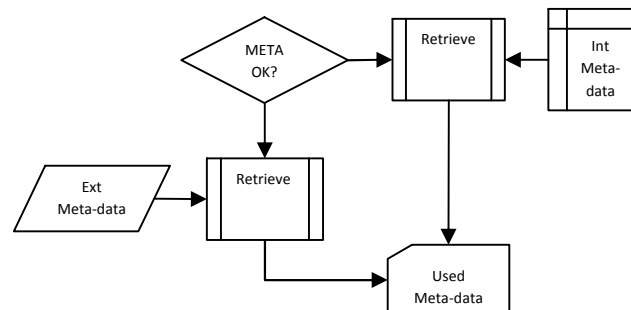 META
OK?
Retrieve
Int
Meta-
data
Ext
Meta-data
Retrieve
Used
Meta-data